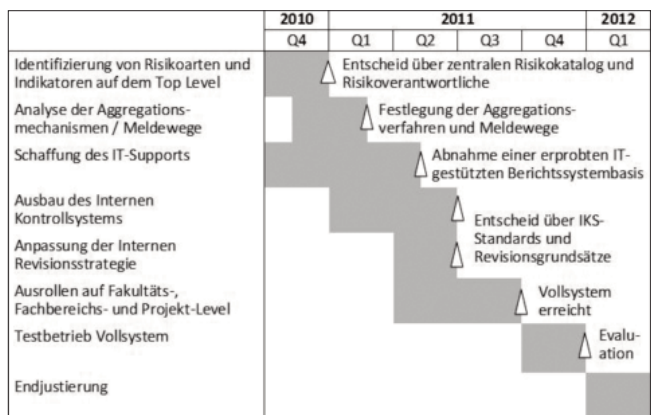 2010 2011 2012
Q4 Q1 Q2 Q3 Q4 Q1
Identifizierung von Risikoarten und
Indikatoren auf dem Top Level
Entscheid über zentralen Risikokatalog und
Risikoverantwortliche
Analyse der Aggregations-
mechanismen / Meldewege
Festlegung der Aggregations-
verfahren und Meldewege
Schaffung des IT-Supports
Abnahme einer erprobten IT-
gestützten Berichtssystembasis
Ausbau des Internen
Kontrollsystems
Entscheid über IKS-
Standards und
Revisionsgrundsätze
Anpassung der Internen
Revisionsstrategie
Ausrollen auf Fakultäts-,
Fachbereichs- und Projekt-Level
Vollsystem
erreicht
Testbetrieb Vollsystem
Evalu-
ation
Endjustierung